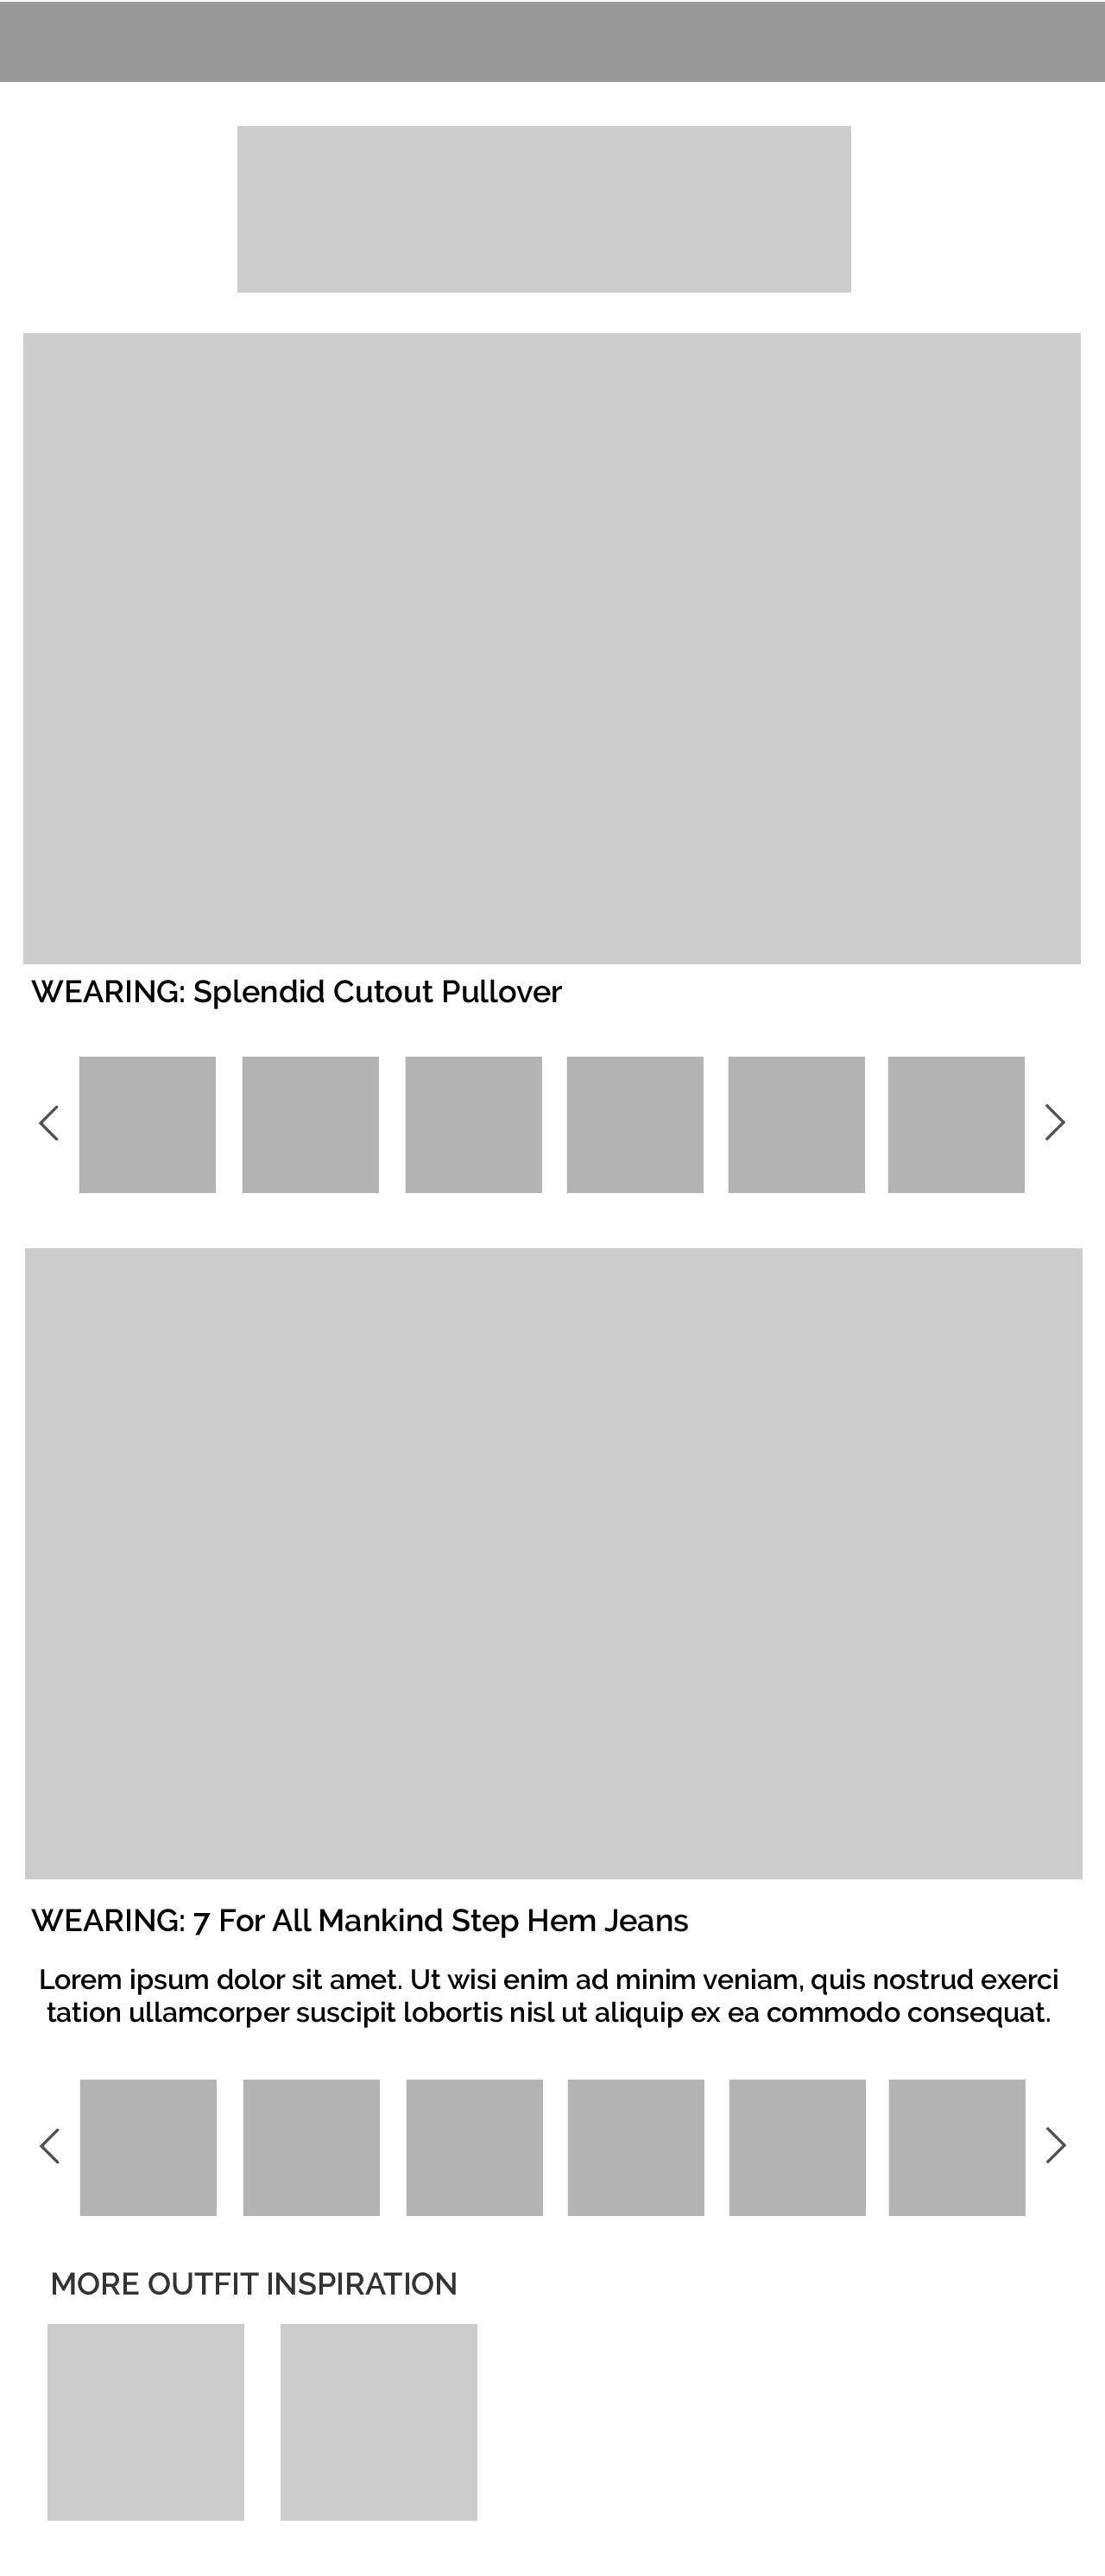 WEARING: Splendid Cutout Pullover
WEARING: 7 For All Mankind Step Hem Jeans
Lorem ipsum dolor sit amet. Ut wisi enim ad minim veniam, quis nostrud exerci
tation ullamcorper suscipit lobortis nisl ut aliquip ex ea commodo consequat.
MORE OUTFIT INSPIRATION